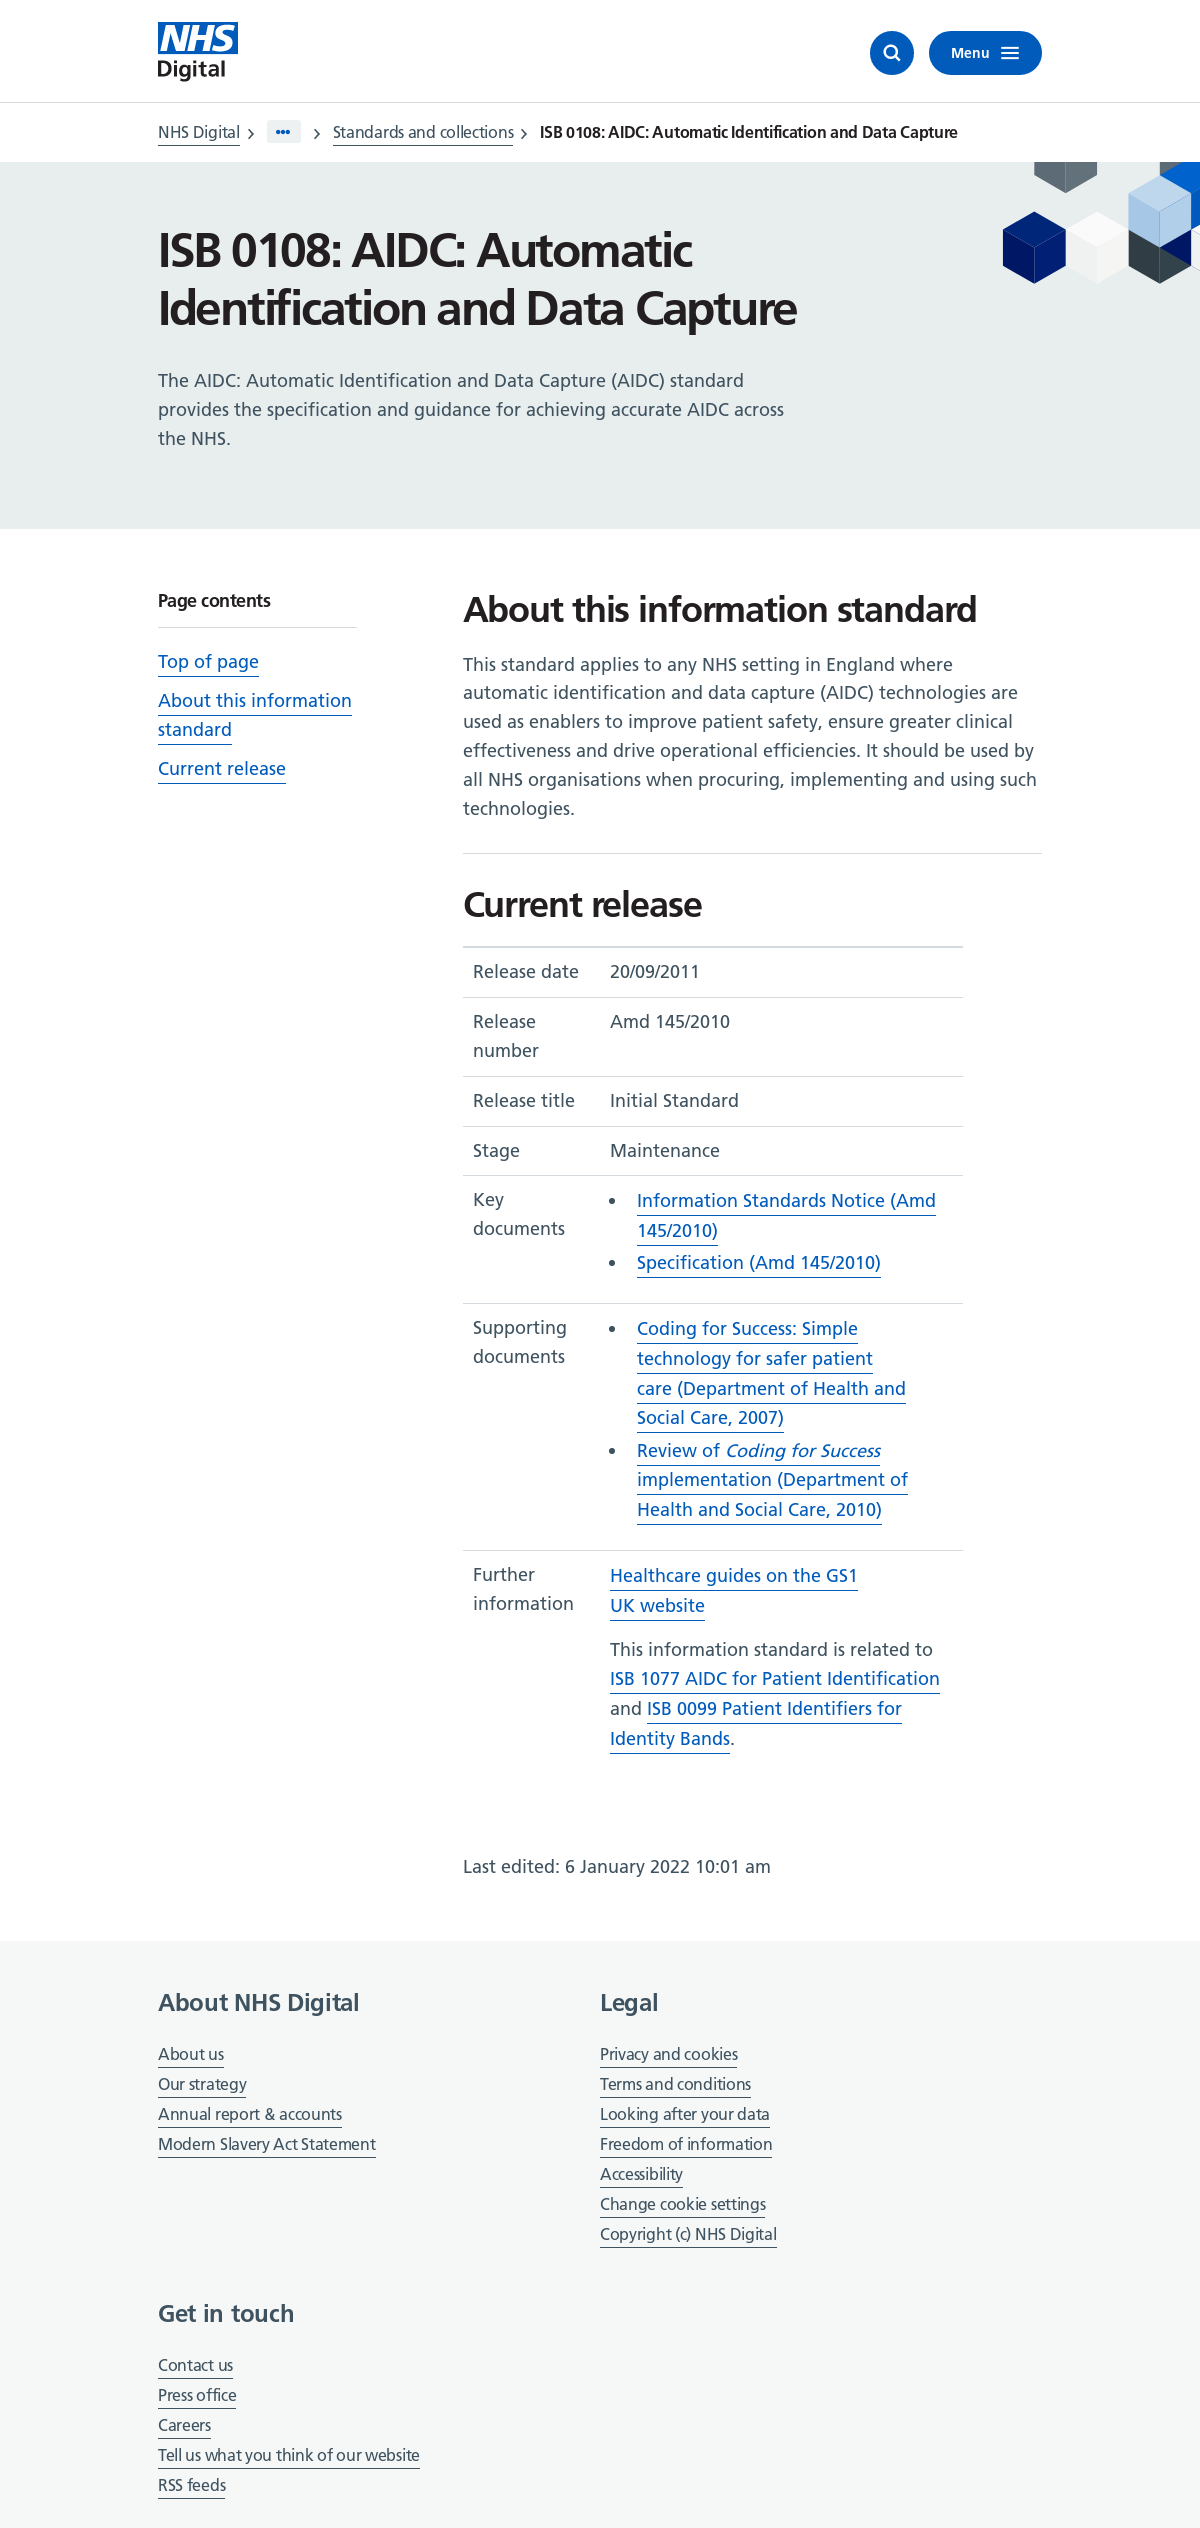 NHS
Digital
Menu
NHS Digital › ••• › Standards and collections › ISB 0108: AIDC: Automatic Identification and Data Capture
ISB 0108: AIDC: Automatic
Identification and Data Capture
The AIDC: Automatic Identification and Data Capture (AIDC) standard
provides the specification and guidance for achieving accurate AIDC across
the NHS.
Page contents
Top of page
About this information
standard
Current release
About this information standard
This standard applies to any NHS setting in England where
automatic identification and data capture (AIDC) technologies are
used as enablers to improve patient safety, ensure greater clinical
effectiveness and drive operational efficiencies. It should be used by
all NHS organisations when procuring, implementing and using such
technologies.
Current release
Release date 20/09/2011
Release Amd 145/2010
number
Release title Initial Standard
Stage Maintenance
Key • Information Standards Notice (Amd
documents 145/2010)
• Specification (Amd 145/2010)
Supporting • Coding for Success: Simple
documents technology for safer patient
care (Department of Health and
Social Care, 2007)
• Review of Coding for Success
implementation (Department of
Health and Social Care, 2010)
Further Healthcare guides on the GS1
information UK website
This information standard is related to
ISB 1077 AIDC for Patient Identification
and ISB 0099 Patient Identifiers for
Identity Bands.
Last edited: 6 January 2022 10:01 am
About NHS Digital
About us
Our strategy
Annual report & accounts
Modern Slavery Act Statement
Legal
Privacy and cookies
Terms and conditions
Looking after your data
Freedom of information
Accessibility
Change cookie settings
Copyright (c) NHS Digital
Get in touch
Contact us
Press office
Careers
Tell us what you think of our website
RSS feeds